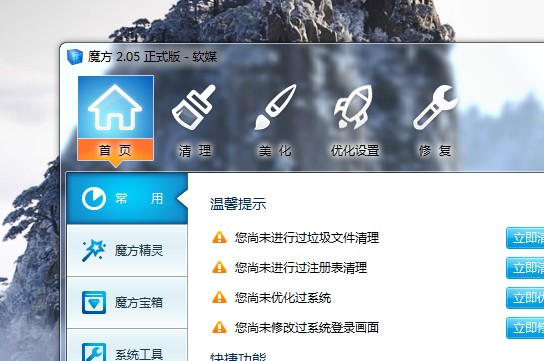 魔方 2.05 正式版 - 软媒
首 页
清 理
美 化
优化设置
修 复
常 用
温馨提示
您尚未进行过垃圾文件清理
立即清
魔方精灵
您尚未进行过注册表清理
立即清
魔方宝箱
您尚未优化过系统
立即优
您尚未修改过系统登录画面
立即修
系统工具
快捷功能